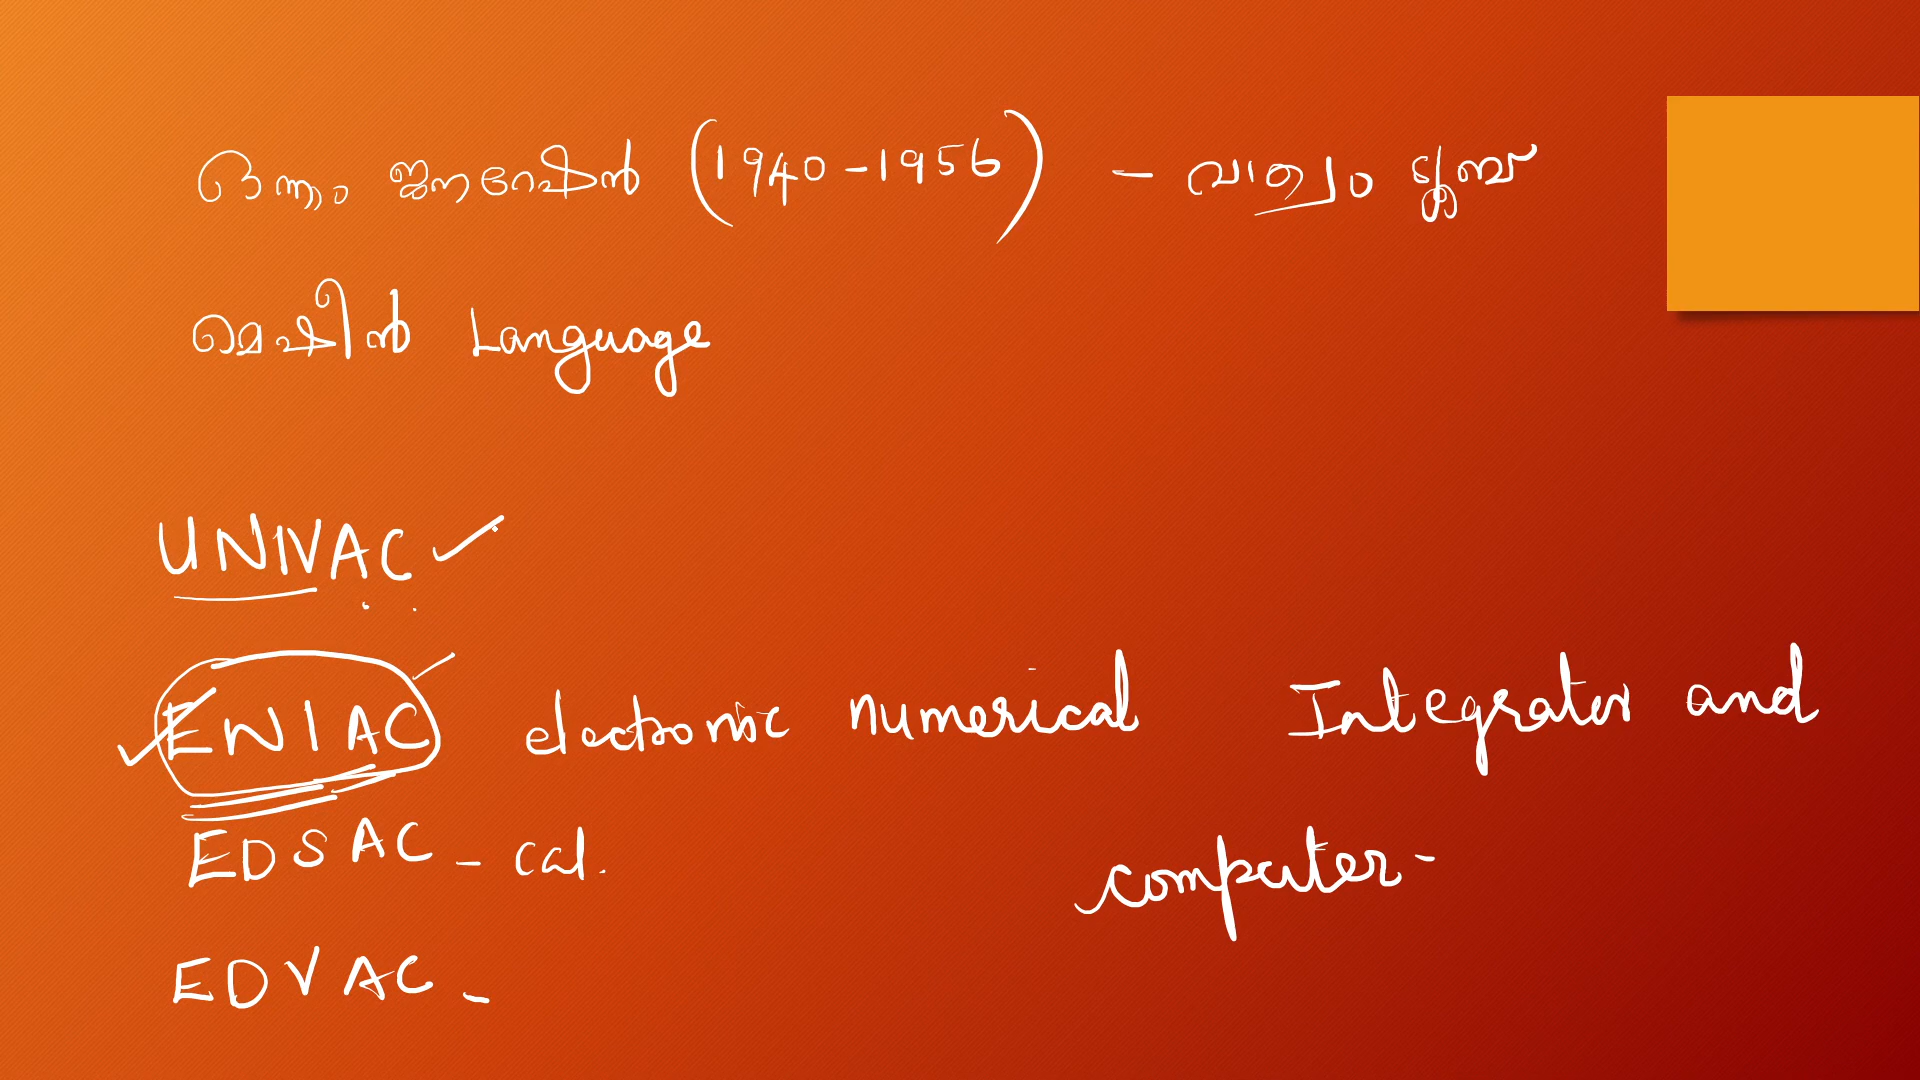 ഒന്നാം ജനറേഷൻ (1940-1956) - വാക്വം ട്യൂബ്
മെഷീൻ Language
UNIVAC
ENIAC electronic numerical Integrator and
computer-
EDSAC - cal.
EDVAC -